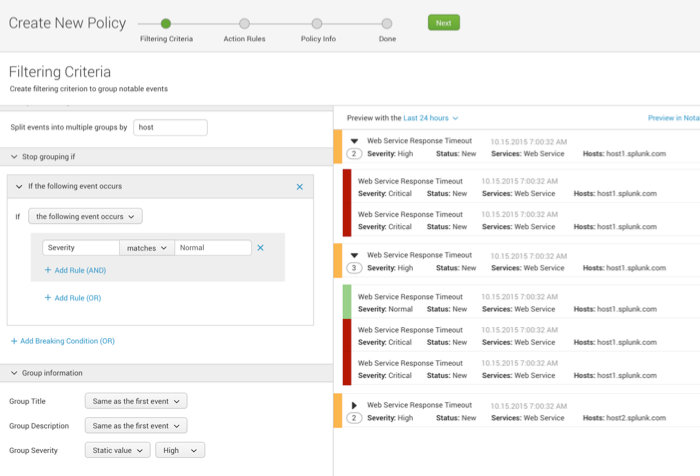 Create New Policy
Filtering Criteria Action Rules Policy Info Done
Next
Filtering Criteria
Create filtering criterion to group notable events
Split events into multiple groups by host
Stop grouping if
If the following event occurs
If the following event occurs
Severity matches Normal
+ Add Rule (AND)
+ Add Rule (OR)
+ Add Breaking Condition (OR)
Group information
Group Title Same as the first event
Group Description Same as the first event
Group Severity Static value High
Preview with the Last 24 hours Preview in Nota
Web Service Response Timeout 10.15.2015 7:00:32 AM
2 Severity: High Status: New Services: Web Service Hosts: host1.splunk.com
Web Service Response Timeout 10.15.2015 7:00:32 AM
Severity: Critical Status: New Services: Web Service Hosts: host1.splunk.com
Web Service Response Timeout 10.15.2015 7:00:32 AM
Severity: Critical Status: New Services: Web Service Hosts: host1.splunk.com
Web Service Response Timeout 10.15.2015 7:00:32 AM
3 Severity: High Status: New Services: Web Service Hosts: host1.splunk.com
Web Service Response Timeout 10.15.2015 7:00:32 AM
Severity: Normal Status: New Services: Web Service Hosts: host1.splunk.com
Web Service Response Timeout 10.15.2015 7:00:32 AM
Severity: Critical Status: New Services: Web Service Hosts: host1.splunk.com
Web Service Response Timeout 10.15.2015 7:00:32 AM
Severity: Critical Status: New Services: Web Service Hosts: host1.splunk.com
Web Service Response Timeout 10.15.2015 7:00:32 AM
2 Severity: High Status: New Services: Web Service Hosts: host2.splunk.com